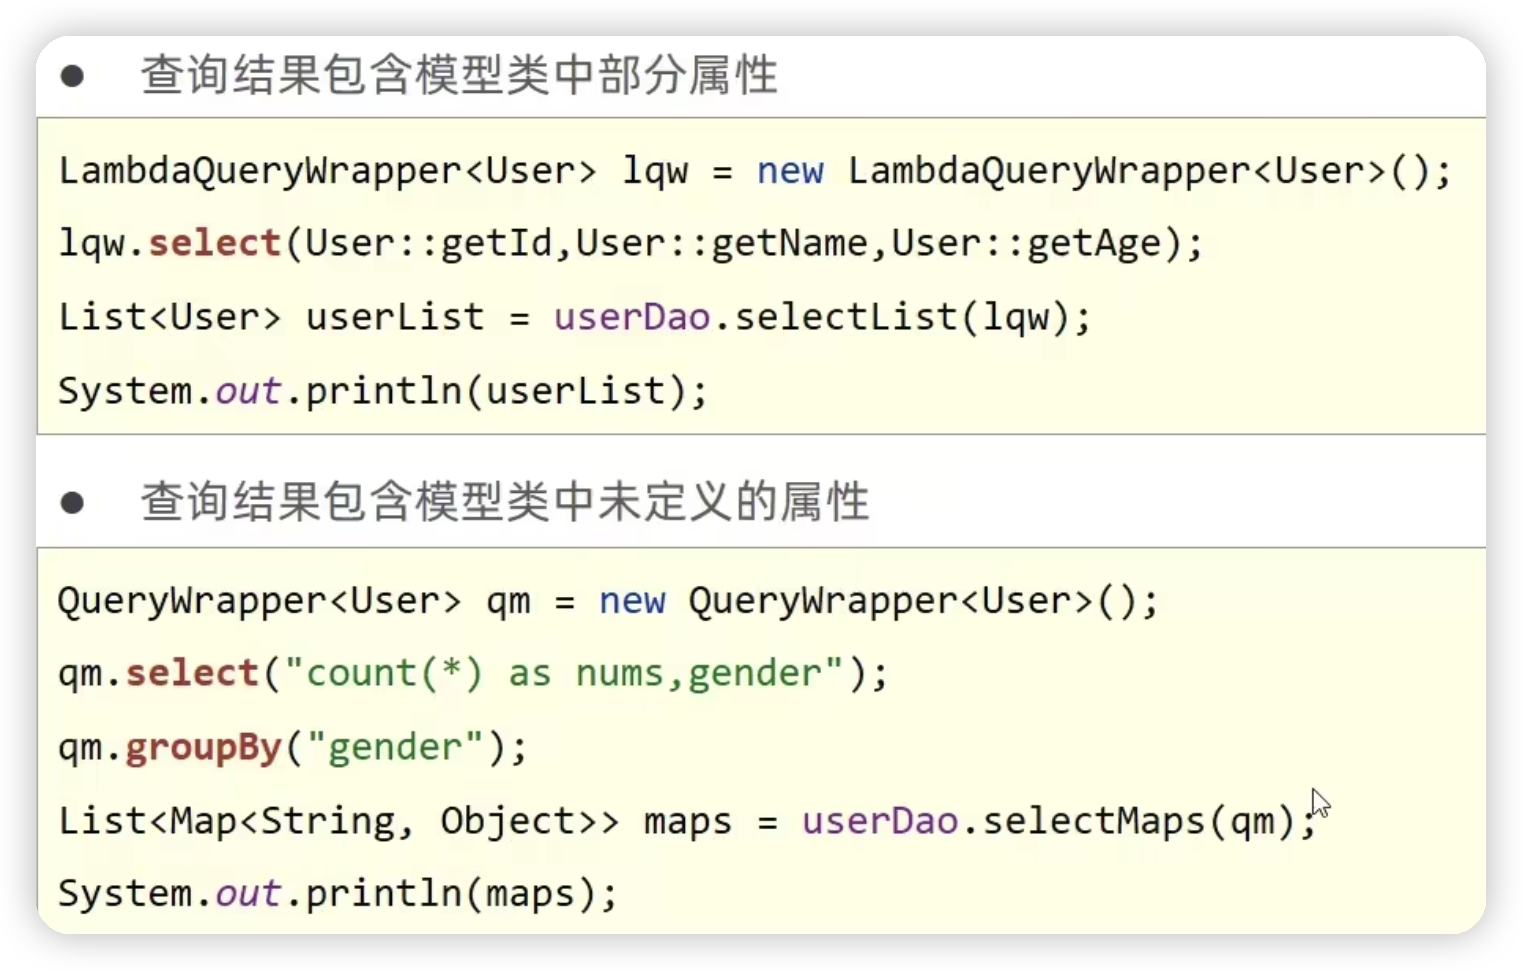 ● 查询结果包含模型类中部分属性
LambdaQueryWrapper<User> lqw = new LambdaQueryWrapper<User>();
lqw.select(User::getId,User::getName,User::getAge);
List<User> userList = userDao.selectList(lqw);
System.out.println(userList);
● 查询结果包含模型类中未定义的属性
QueryWrapper<User> qm = new QueryWrapper<User>();
qm.select("count(*) as nums,gender");
qm.groupBy("gender");
List<Map<String, Object>> maps = userDao.selectMaps(qm);
System.out.println(maps);